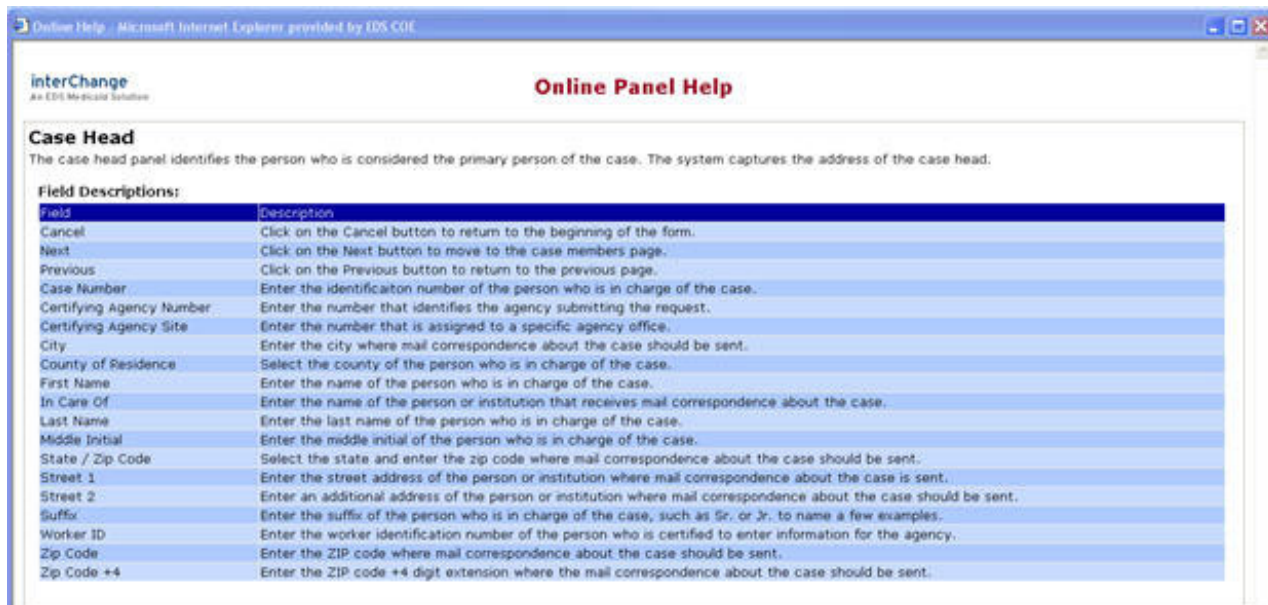 Online Help - Microsoft Internet Explorer provided by EDS COE
interChange
An EDS Medicaid Solution
Online Panel Help
Case Head
The case head panel identifies the person who is considered the primary person of the case. The system captures the address of the case head.
Field Descriptions:
Field Description
Cancel Click on the Cancel button to return to the beginning of the form.
Next Click on the Next button to move to the case members page.
Previous Click on the Previous button to return to the previous page.
Case Number Enter the identificaiton number of the person who is in charge of the case.
Certifying Agency Number Enter the number that identifies the agency submitting the request.
Certifying Agency Site Enter the number that is assigned to a specific agency office.
City Enter the city where mail correspondence about the case should be sent.
County of Residence Select the county of the person who is in charge of the case.
First Name Enter the name of the person who is in charge of the case.
In Care Of Enter the name of the person or institution that receives mail correspondence about the case.
Last Name Enter the last name of the person who is in charge of the case.
Middle Initial Enter the middle initial of the person who is in charge of the case.
State / Zip Code Select the state and enter the zip code where mail correspondence about the case should be sent.
Street 1 Enter the street address of the person or institution where mail correspondence about the case is sent.
Street 2 Enter an additional address of the person or institution where mail correspondence about the case should be sent.
Suffix Enter the suffix of the person who is in charge of the case, such as Sr. or Jr. to name a few examples.
Worker ID Enter the worker identification number of the person who is certified to enter information for the agency.
Zip Code Enter the ZIP code where mail correspondence about the case should be sent.
Zip Code +4 Enter the ZIP code +4 digit extension where the mail correspondence about the case should be sent.